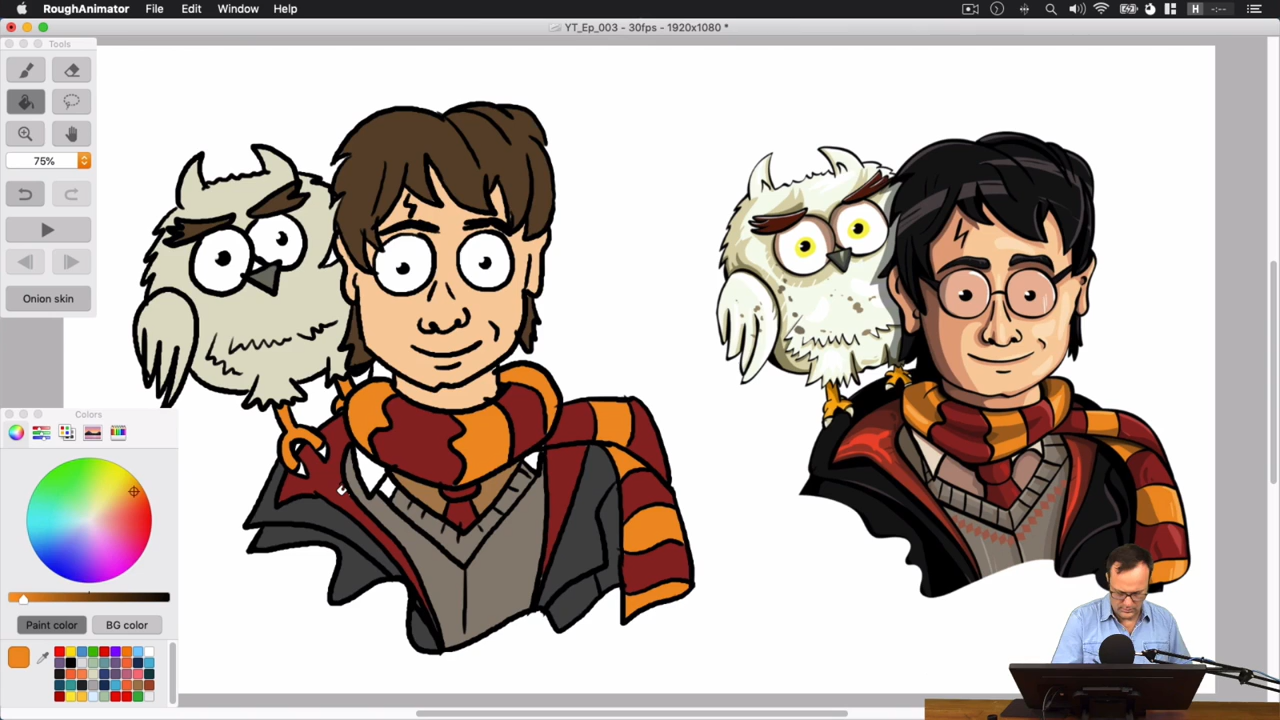 RoughAnimator File Edit Window Help H -:--
YT_Ep_003 - 30fps - 1920x1080 *
Tools
75%
Onion skin
Colors
Paint color BG color